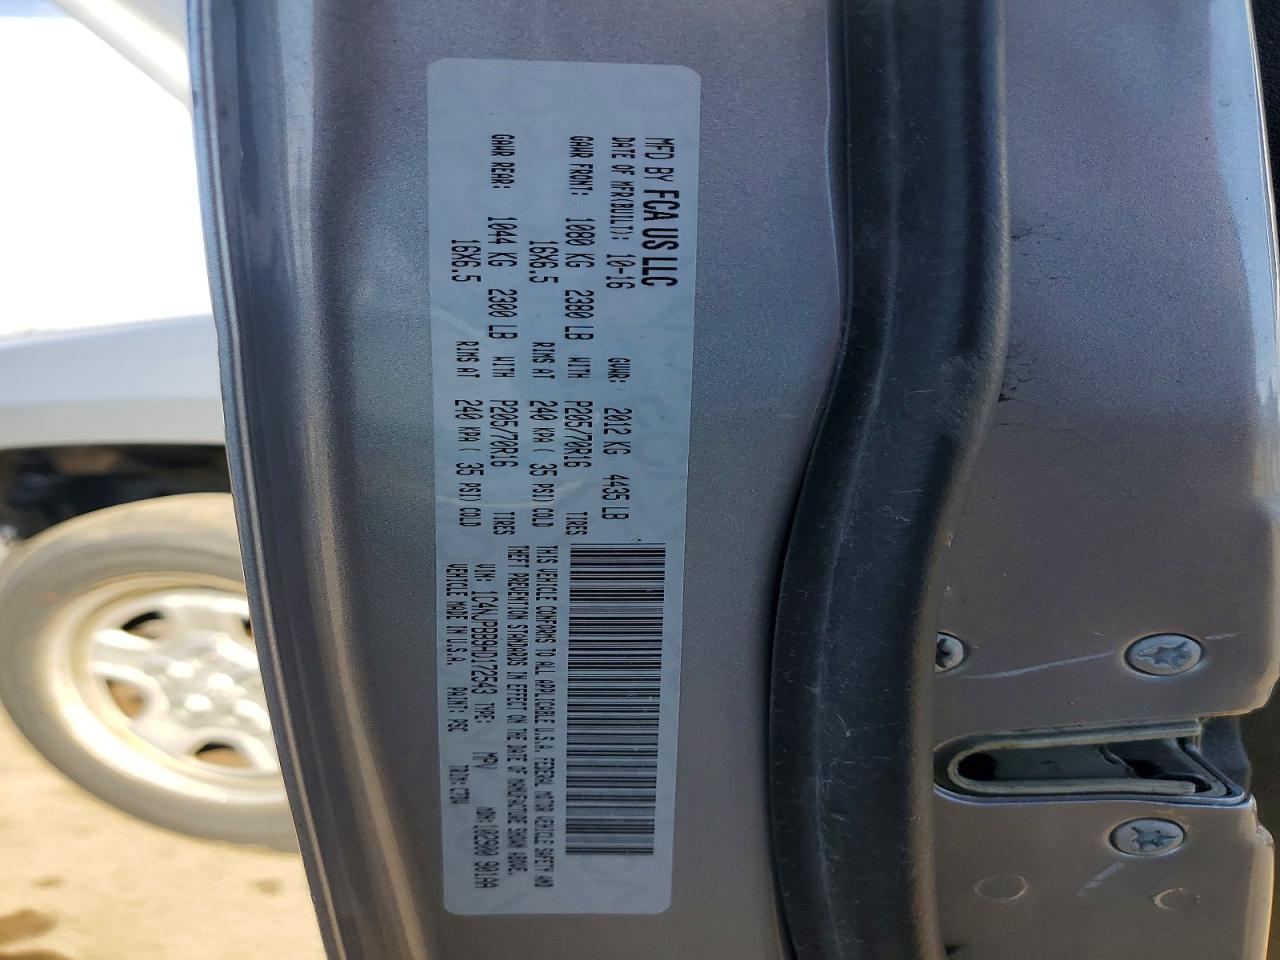 MFD BY FCA US LLC
DATE OF MFR(BUILT): 10-16 GVWR: 2012 KG 4435 LB
GAWR FRONT: 1080 KG 2380 LB WITH P205/70R16 TIRES
16X6.5 RIMS AT 240 KPA ( 35 PSI) COLD
GAWR REAR: 1044 KG 2300 LB WITH P205/70R16 TIRES
16X6.5 RIMS AT 240 KPA ( 35 PSI) COLD
THIS VEHICLE CONFORMS TO ALL APPLICABLE U.S.A. FEDERAL MOTOR VEHICLE SAFETY AND
THEFT PREVENTION STANDARDS IN EFFECT ON THE DATE OF MANUFACTURE SHOWN ABOVE.
VIN: 1C4NJPBB9HD172543 TYPE: MPV MDH: 102900 901AA
VEHICLE MADE IN U.S.A PAINT: PSC TRIM: